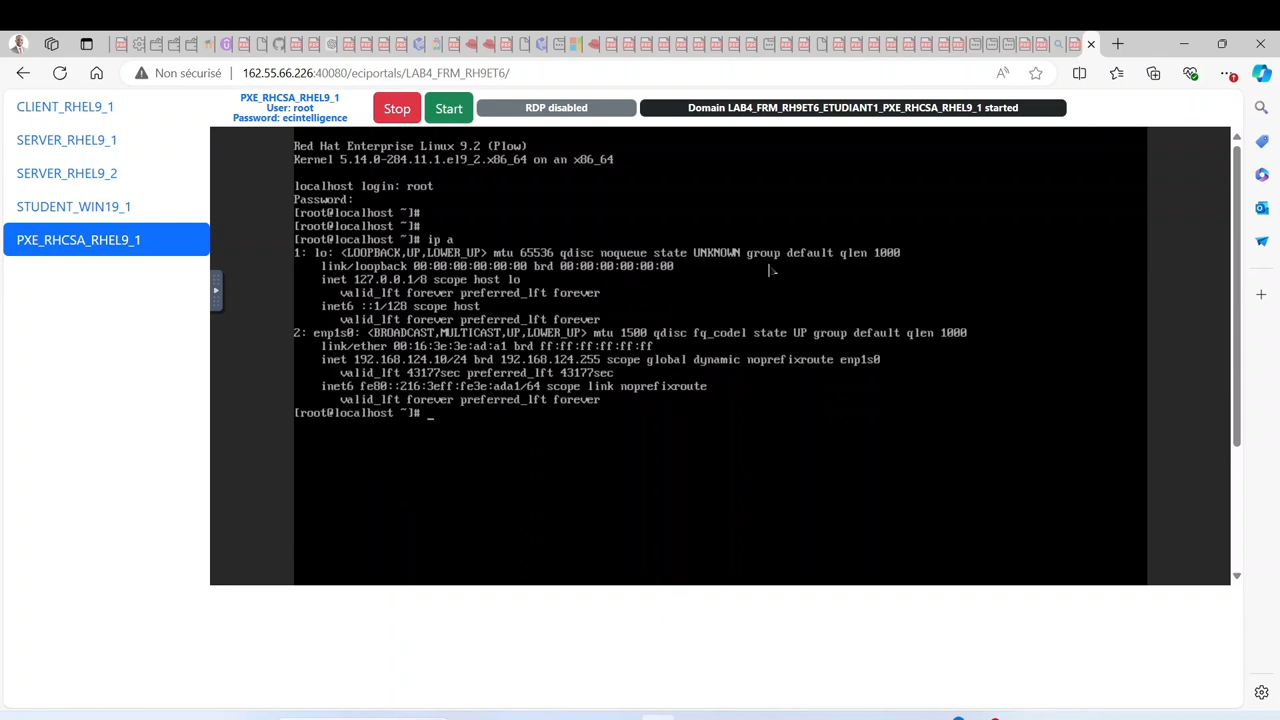 Non sécurisé
162.55.66.226:40080/eciportals/LAB4_FRM_RH9ET6/
CLIENT_RHEL9_1
SERVER_RHEL9_1
SERVER_RHEL9_2
STUDENT_WIN19_1
PXE_RHCSA_RHEL9_1
PXE_RHCSA_RHEL9_1
User: root
Password: ecintelligence
Stop
Start
RDP disabled
Domain LAB4_FRM_RH9ET6_ETUDIANT1_PXE_RHCSA_RHEL9_1 started
Red Hat Enterprise Linux 9.2 (Plow)
Kernel 5.14.0-284.11.1.el9_2.x86_64 on an x86_64
localhost login: root
Password:
[root@localhost ~]#
[root@localhost ~]#
[root@localhost ~]# ip a
1: lo: <LOOPBACK,UP,LOWER_UP> mtu 65536 qdisc noqueue state UNKNOWN group default qlen 1000
link/loopback 00:00:00:00:00:00 brd 00:00:00:00:00:00
inet 127.0.0.1/8 scope host lo
valid_lft forever preferred_lft forever
inet6 ::1/128 scope host
valid_lft forever preferred_lft forever
2: enp1s0: <BROADCAST,MULTICAST,UP,LOWER_UP> mtu 1500 qdisc fq_codel state UP group default qlen 1000
link/ether 00:16:3e:3e:ad:a1 brd ff:ff:ff:ff:ff:ff
inet 192.168.124.10/24 brd 192.168.124.255 scope global dynamic noprefixroute enp1s0
valid_lft 43177sec preferred_lft 43177sec
inet6 fe80::216:3eff:fe3e:ada1/64 scope link noprefixroute
valid_lft forever preferred_lft forever
[root@localhost ~]# _